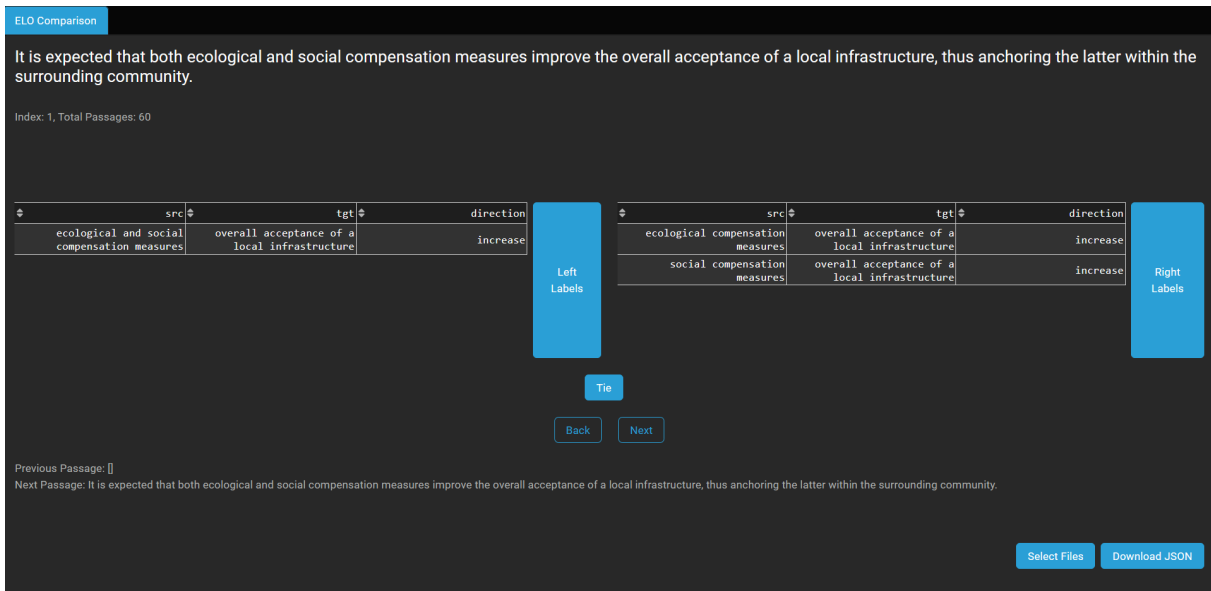 ELO Comparison
It is expected that both ecological and social compensation measures improve the overall acceptance of a local infrastructure, thus anchoring the latter within the
surrounding community.
Index: 1, Total Passages: 60
src tgt direction
ecological and social compensation measures overall acceptance of a local infrastructure increase
Left
Labels
src tgt direction
ecological compensation measures overall acceptance of a local infrastructure increase
social compensation measures overall acceptance of a local infrastructure increase
Right
Labels
Tie
Back Next
Previous Passage: []
Next Passage: It is expected that both ecological and social compensation measures improve the overall acceptance of a local infrastructure, thus anchoring the latter within the surrounding community.
Select Files Download JSON